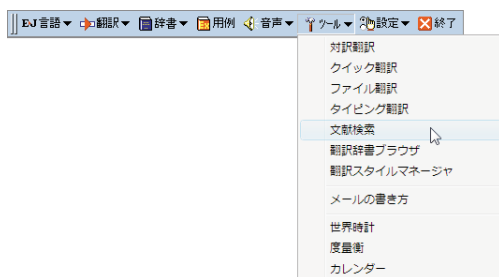 EJ 言語▼ 翻訳▼ 辞書▼ 用例 音声▼ ツール▼ 設定▼ 終了
対訳翻訳
クイック翻訳
ファイル翻訳
タイピング翻訳
文献検索
翻訳辞書ブラウザ
翻訳スタイルマネージャ
メールの書き方
世界時計
度量衡
カレンダー